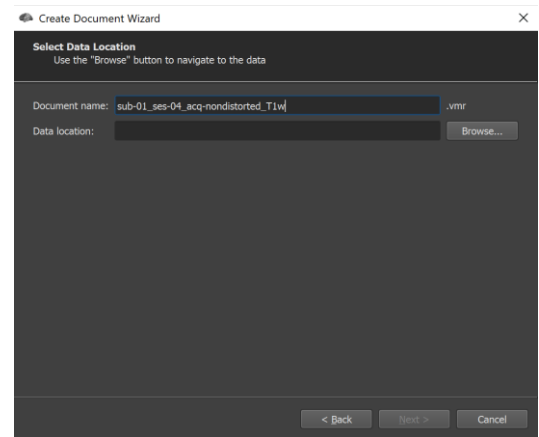 Create Document Wizard
Select Data Location
Use the "Browse" button to navigate to the data
Document name: sub-01_ses-04_acq-nondistorted_T1w .vmr
Data location: Browse...
< Back Next > Cancel